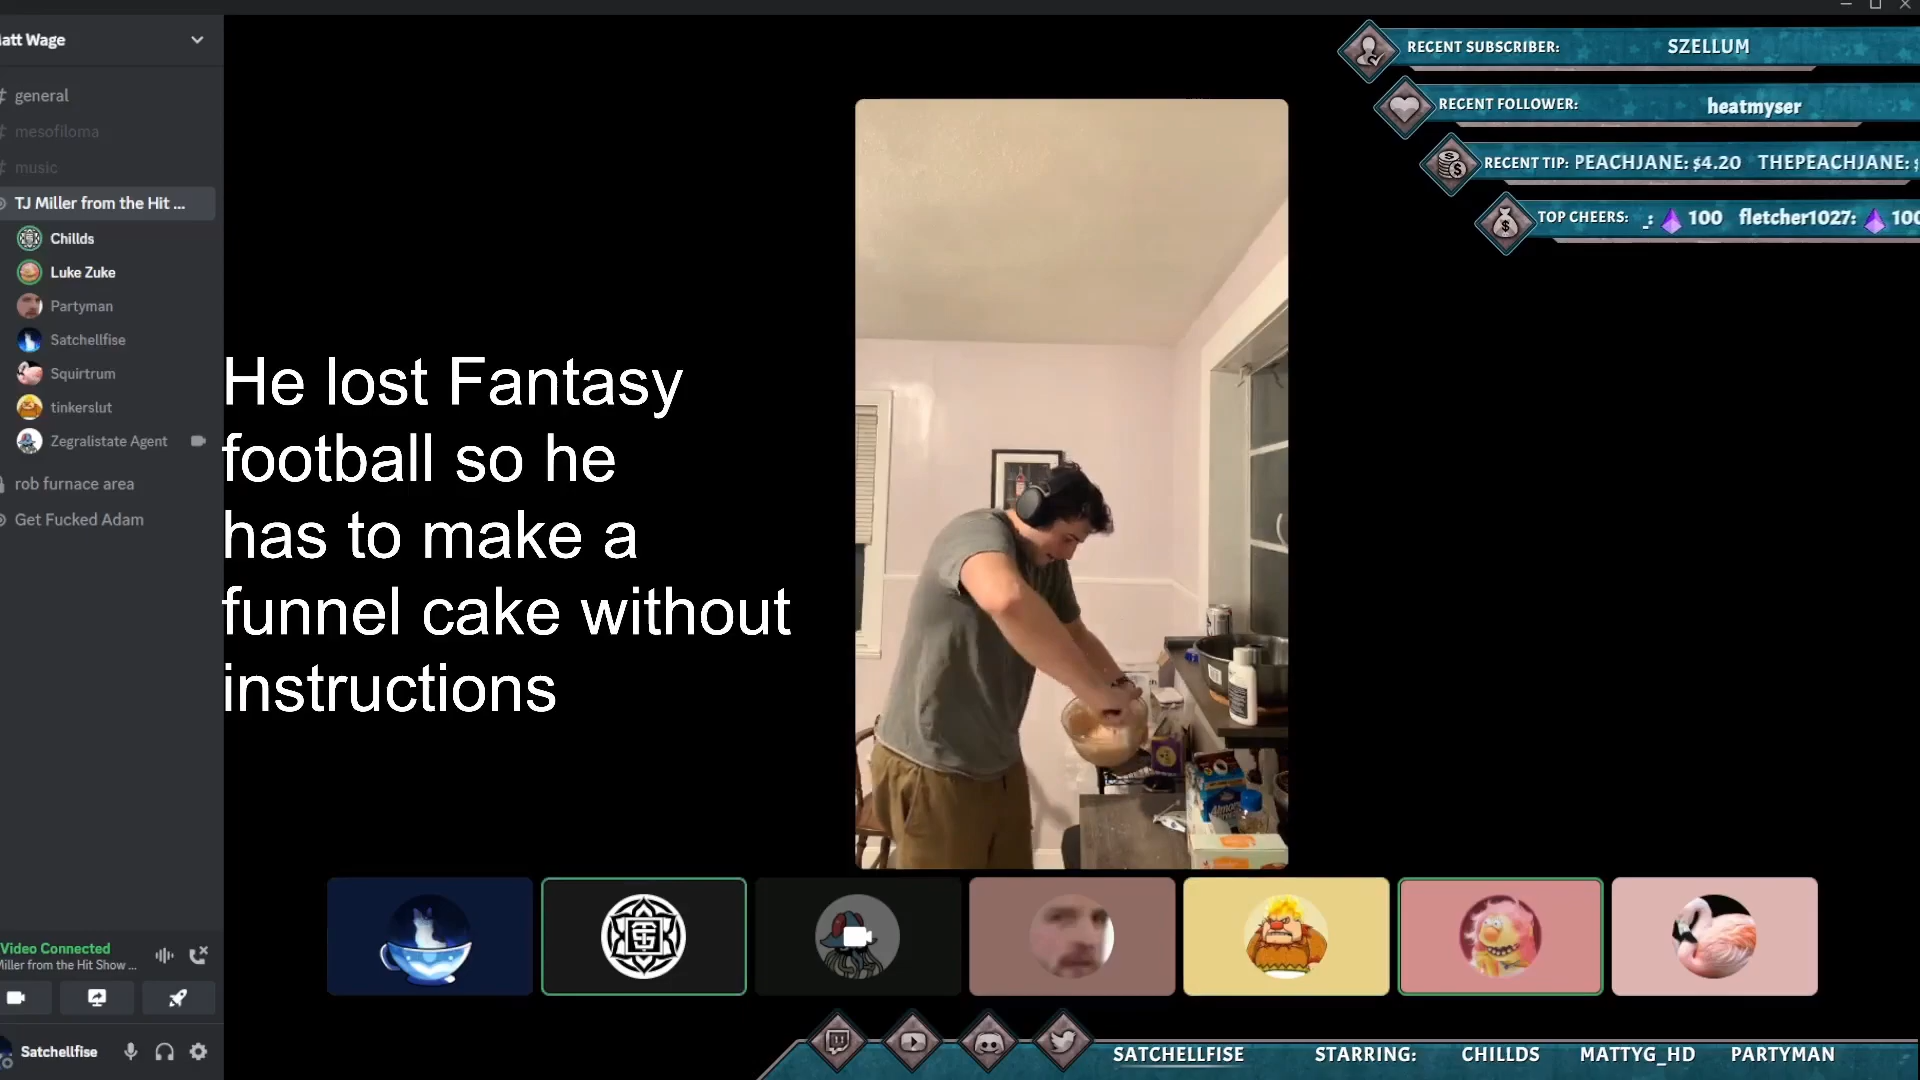 att Wage
general
mesofiloma
music
TJ Miller from the Hit ...
Chillds
Luke Zuke
Partyman
Satchellfise
Squirtrum
tinkerslut
Zegralistate Agent
rob furnace area
Get Fucked Adam
Video Connected
Miller from the Hit Show ...
Satchellfise
He lost Fantasy
football so he
has to make a
funnel cake without
instructions
RECENT SUBSCRIBER: SZELLUM
RECENT FOLLOWER: heatmyser
RECENT TIP: PEACHJANE: $4.20 THEPEACHJANE: $
TOP CHEERS: _: 100 fletcher1027: 100
SATCHELLFISE STARRING: CHILLDS MATTYG_HD PARTYMAN